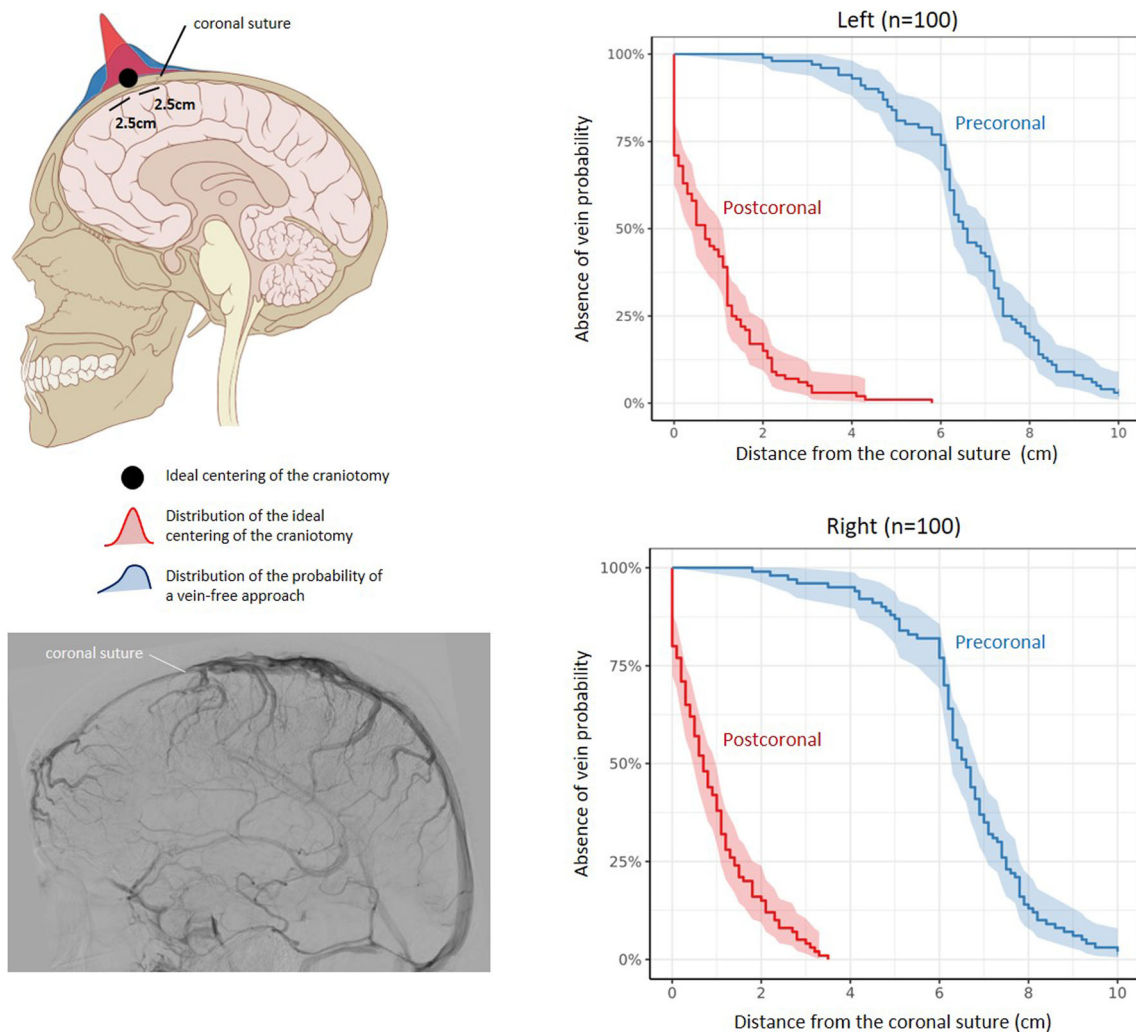 coronal suture
2.5cm
2.5cm
Ideal centering of the craniotomy
Distribution of the ideal
centering of the craniotomy
Distribution of the probability of
a vein-free approach
coronal suture
Left (n=100)
Absence of vein probability
100%
75%
50%
25%
0%
Precoronal
Postcoronal
0 2 4 6 8 10
Distance from the coronal suture (cm)
Right (n=100)
Absence of vein probability
100%
75%
50%
25%
0%
Precoronal
Postcoronal
0 2 4 6 8 10
Distance from the coronal suture (cm)